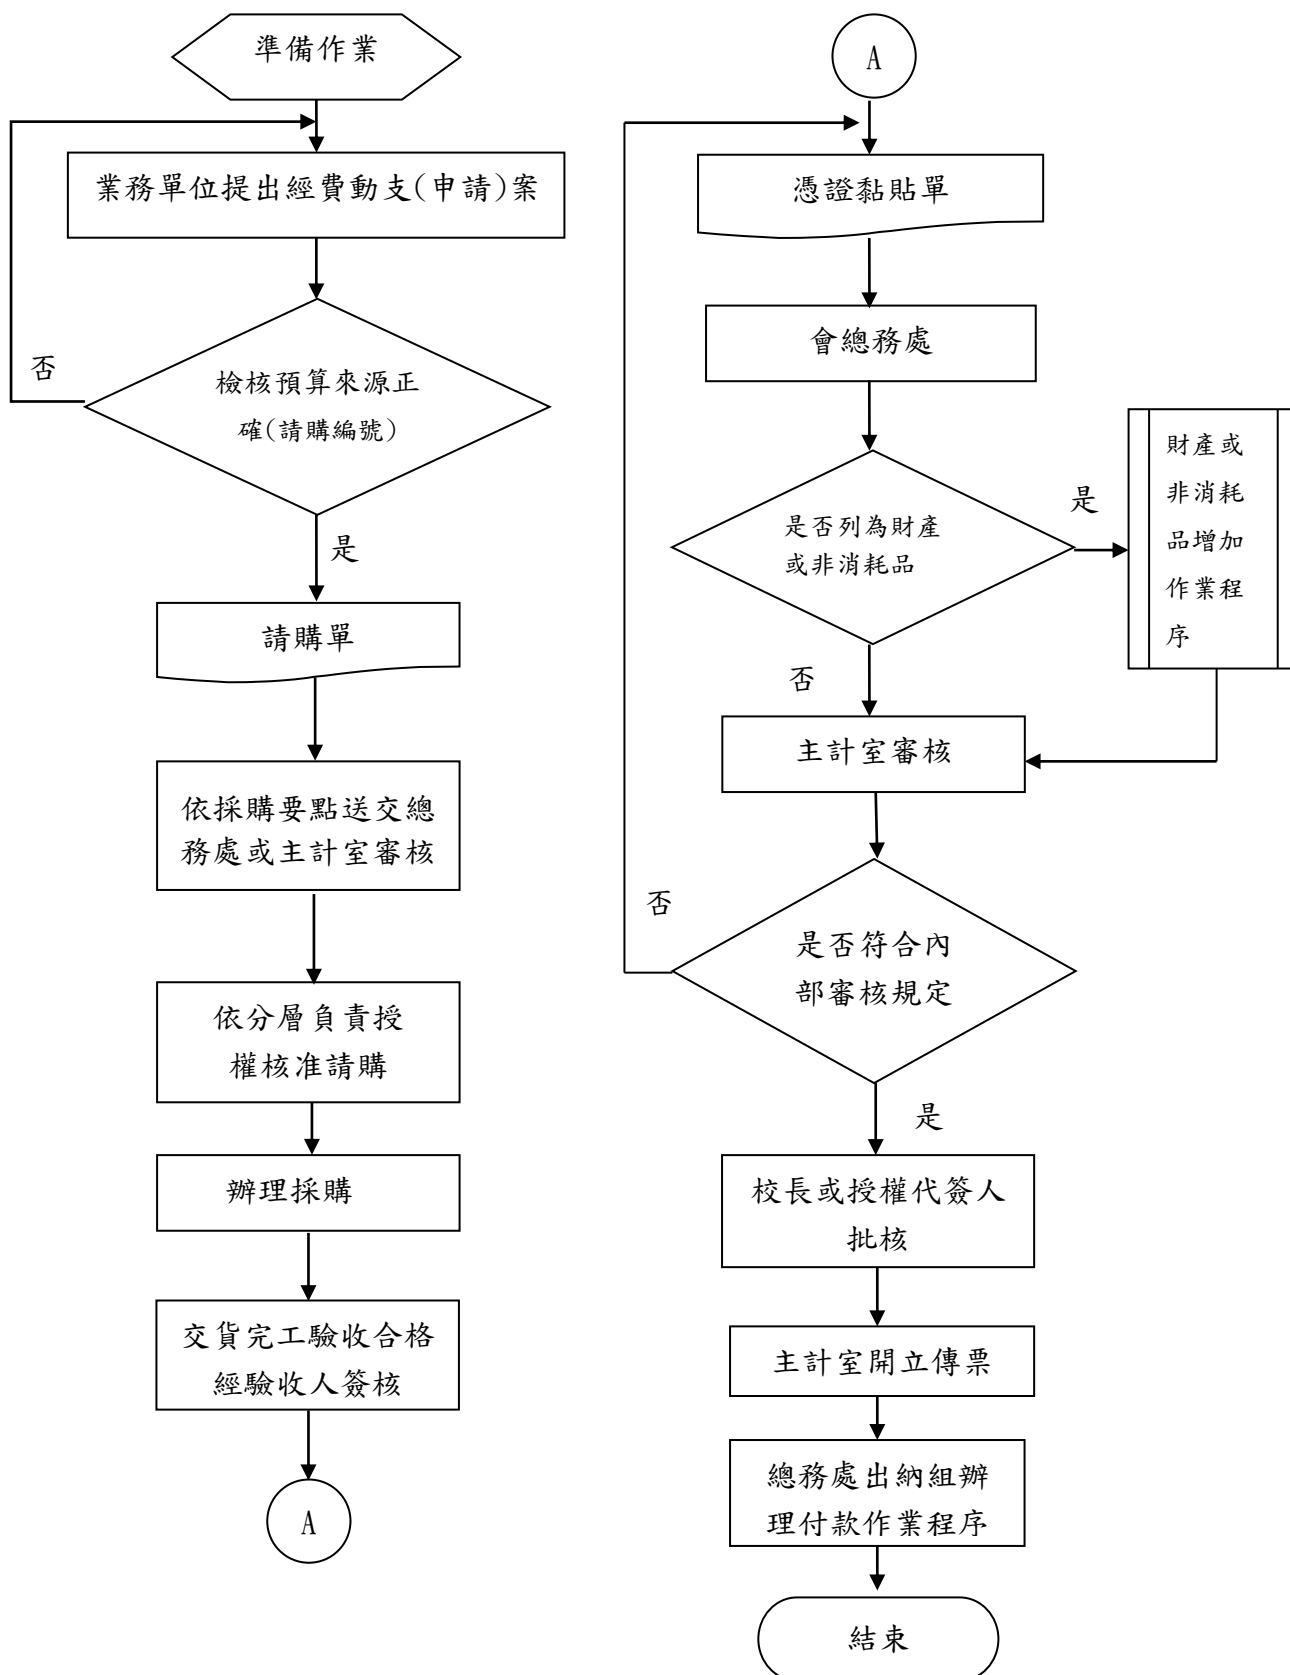 準備作業
業務單位提出經費動支(申請)案
否
檢核預算來源正
確(請購編號)
是
請購單
依採購要點送交總
務處或主計室審核
依分層負責授
權核准請購
辦理採購
交貨完工驗收合格
經驗收人簽核
A
A
憑證黏貼單
會總務處
是否列為財產
或非消耗品
是
財產或
非消耗
品增加
作業程
序
否
主計室審核
否
是否符合內
部審核規定
是
校長或授權代簽人
批核
主計室開立傳票
總務處出納組辦
理付款作業程序
結束